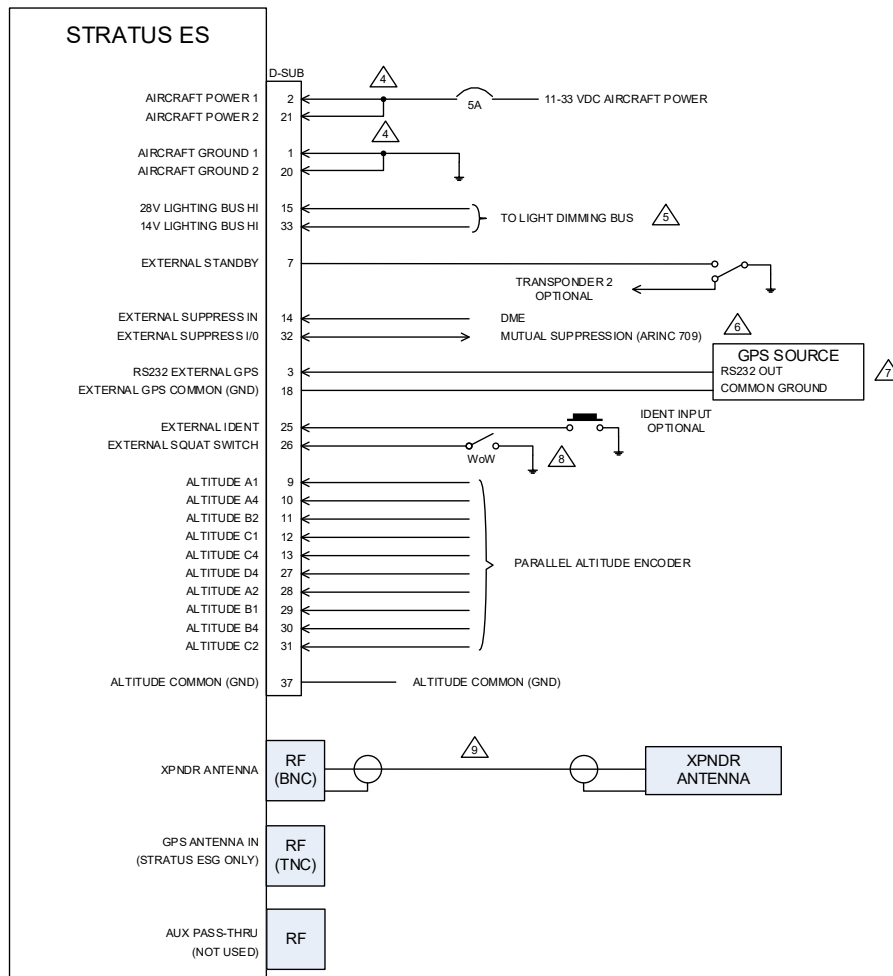 STRATUS ES
D-SUB
AIRCRAFT POWER 1 2 4 5A 11-33 VDC AIRCRAFT POWER
AIRCRAFT POWER 2 21
AIRCRAFT GROUND 1 1 4
AIRCRAFT GROUND 2 20
28V LIGHTING BUS HI 15
TO LIGHT DIMMING BUS 5
14V LIGHTING BUS HI 33
EXTERNAL STANDBY 7
TRANSPONDER 2
OPTIONAL
EXTERNAL SUPPRESS IN 14 DME
EXTERNAL SUPPRESS I/0 32 MUTUAL SUPPRESSION (ARINC 709) 6
GPS SOURCE
RS232 EXTERNAL GPS 3 RS232 OUT 7
EXTERNAL GPS COMMON (GND) 18 COMMON GROUND
EXTERNAL IDENT 25 IDENT INPUT
OPTIONAL
EXTERNAL SQUAT SWITCH 26 WoW 8
ALTITUDE A1 9
ALTITUDE A4 10
ALTITUDE B2 11
ALTITUDE C1 12
ALTITUDE C4 13
PARALLEL ALTITUDE ENCODER
ALTITUDE D4 27
ALTITUDE A2 28
ALTITUDE B1 29
ALTITUDE B4 30
ALTITUDE C2 31
ALTITUDE COMMON (GND) 37 ALTITUDE COMMON (GND)
9
XPNDR ANTENNA RF
(BNC) XPNDR
ANTENNA
GPS ANTENNA IN
(STRATUS ESG ONLY)
RF
(TNC)
AUX PASS-THRU
(NOT USED)
RF